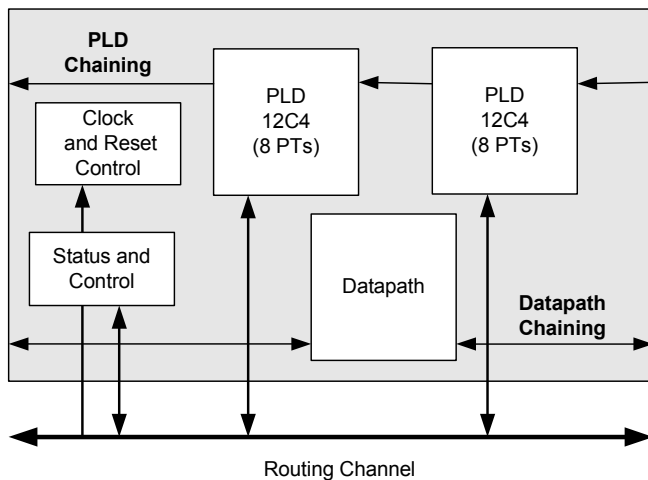 PLD
Chaining
PLD
12C4
(8 PTs)
PLD
12C4
(8 PTs)
Clock
and Reset
Control
Status and
Control
Datapath
Datapath
Chaining
Routing Channel